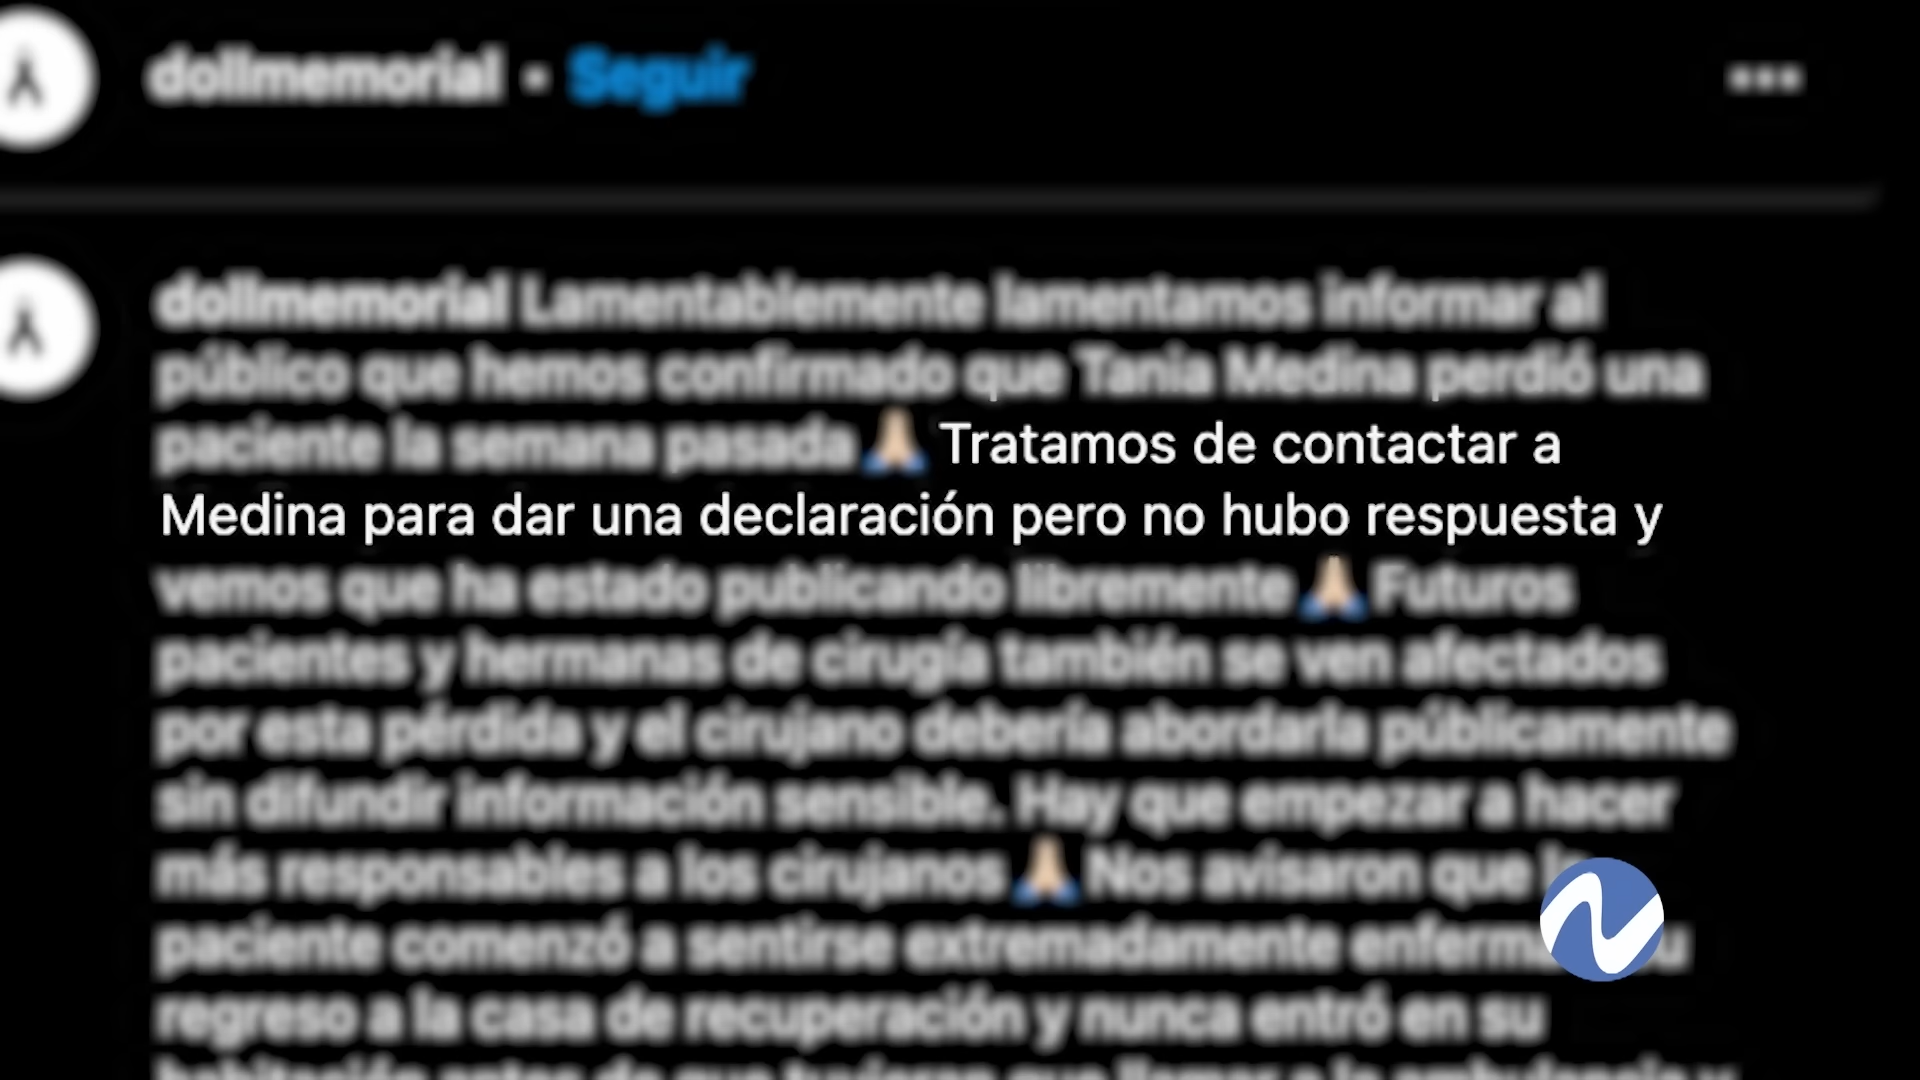 dollmemorial • Seguir
dollmemorial Lamentablemente lamentamos informar al
público que hemos confirmado que Tania Medina perdió una
paciente la semana pasada🙏🏼 Tratamos de contactar a
Medina para dar una declaración pero no hubo respuesta y
vemos que ha estado publicando libremente🙏🏼Futuros
pacientes y hermanas de cirugía también se ven afectados
por esta pérdida y el cirujano debería abordarla públicamente
sin difundir información sensible. Hay que empezar a hacer
más responsables a los cirujanos🙏🏼Nos avisaron que
paciente comenzó a sentirse extremadamente
regreso a la casa de recuperación y nunca entró en su